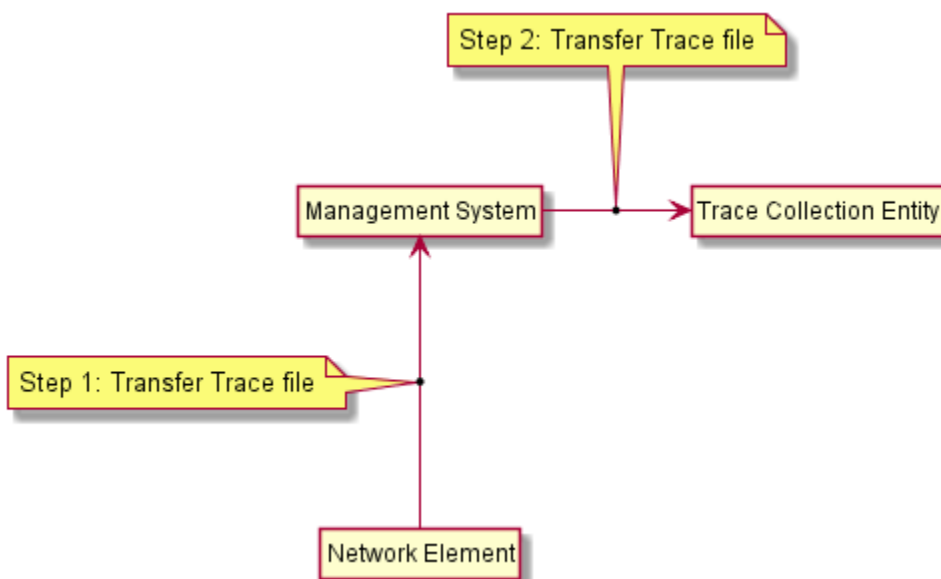 Step 2: Transfer Trace file
Management System
Trace Collection Entity
Step 1: Transfer Trace file
Network Element